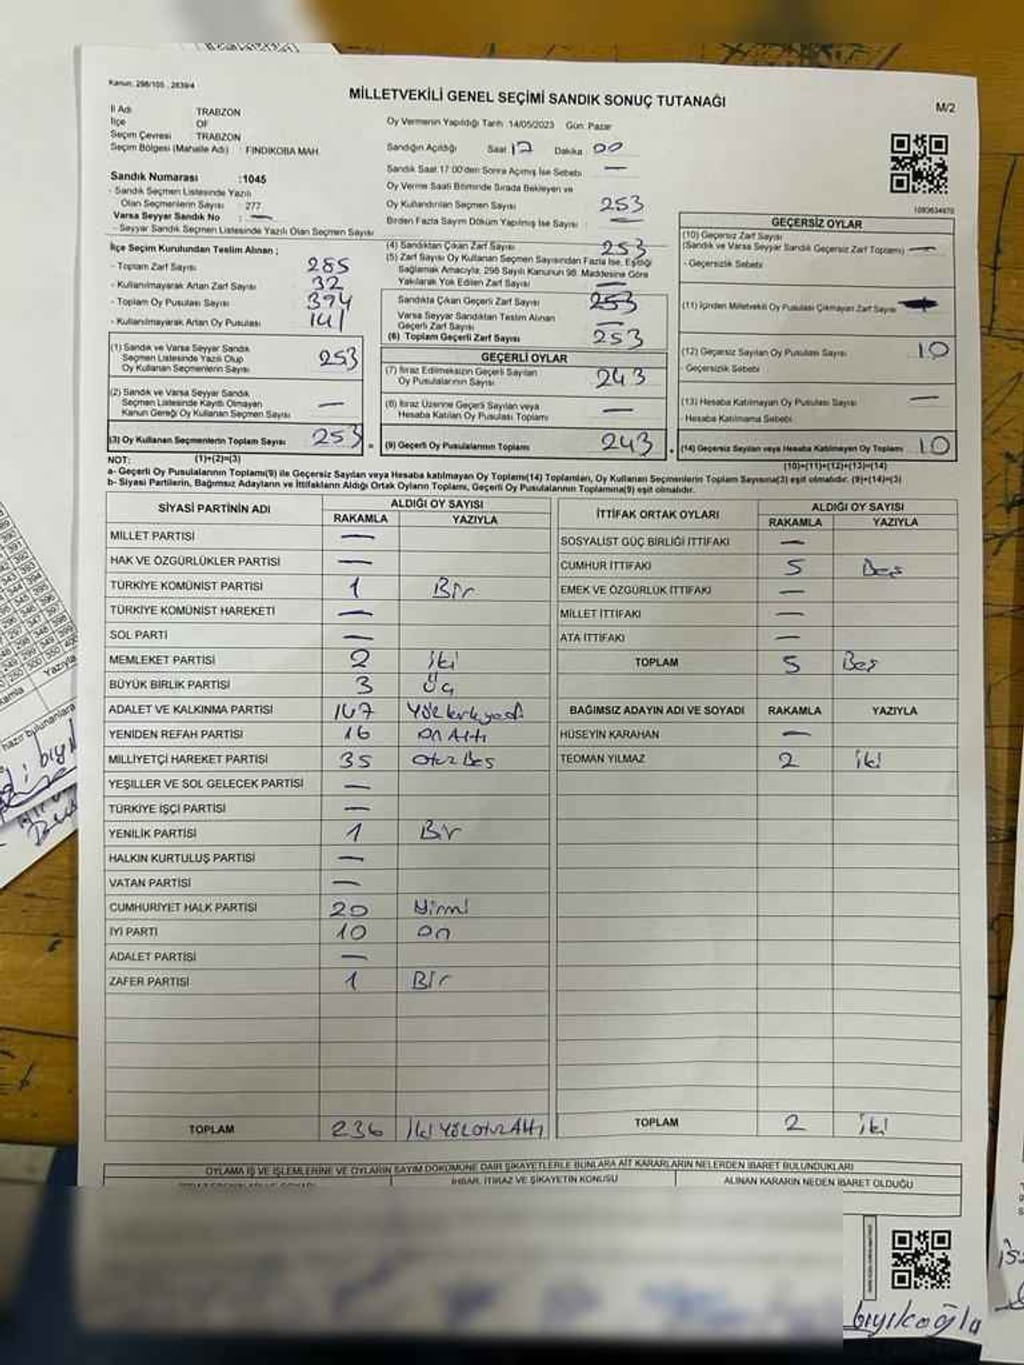 Kanun: 298/105 , 2839/4
MİLLETVEKİLİ GENEL SEÇİMİ SANDIK SONUÇ TUTANAĞI
M/2
İl Adı TRABZON
İlçe OF
Seçim Çevresi TRABZON
Seçim Bölgesi (Mahalle Adı) : FINDIKOBA MAH.
Oy Vermenin Yapıldığı Tarih :14/05/2023 Gün: Pazar
Sandığın Açıldığı Saat 17 Dakika 00
Sandık Saat 17:00'den Sonra Açılmış İse Sebebi —
Oy Verme Saati Bitiminde Sırada Bekleyen ve
Oy Kullandırılan Seçmen Sayısı 253
Birden Fazla Sayım Döküm Yapılmış İse Sayısı : —
Sandık Numarası :1045
- Sandık Seçmen Listesinde Yazılı
Olan Seçmenlerin Sayısı : 277
Varsa Seyyar Sandık No : —
- Seyyar Sandık Seçmen Listesinde Yazılı Olan Seçmen Sayısı
İlçe Seçim Kurulundan Teslim Alınan ;
- Toplam Zarf Sayısı 285
- Kullanılmayarak Artan Zarf Sayısı 32
- Toplam Oy Pusulası Sayısı 394
- Kullanılmayarak Artan Oy Pusulası 141
(1) Sandık ve Varsa Seyyar Sandık
Seçmen Listesinde Yazılı Olup
Oy Kullanan Seçmenlerin Sayısı 253
(2) Sandık ve Varsa Seyyar Sandık
Seçmen Listesinde Kayıtlı Olmayan
Kanun Gereği Oy Kullanan Seçmen Sayısı —
(3) Oy Kullanan Seçmenlerin Toplam Sayısı 253
(1)+(2)=(3)
(4) Sandıktan Çıkan Zarf Sayısı 253
(5) Zarf Sayısı Oy Kullanan Seçmen Sayısından Fazla İse, Eşitliği
Sağlamak Amacıyla, 298 Sayılı Kanunun 98. Maddesine Göre
Yakılarak Yok Edilen Zarf Sayısı —
Sandıkta Çıkan Geçerli Zarf Sayısı 253
Varsa Seyyar Sandıktan Teslim Alınan
Geçerli Zarf Sayısı —
(6) Toplam Geçerli Zarf Sayısı 253
GEÇERLİ OYLAR
(7) İtiraz Edilmeksizin Geçerli Sayılan
Oy Pusulalarının Sayısı 243
(8) İtiraz Üzerine Geçerli Sayılan veya
Hesaba Katılan Oy Pusulası Toplamı —
(9) Geçerli Oy Pusulalarının Toplamı 243
GEÇERSİZ OYLAR
(10) Geçersiz Zarf Sayısı
(Sandık ve Varsa Seyyar Sandık Geçersiz Zarf Toplamı) —
- Geçersizlik Sebebi
(11) İçinden Milletvekili Oy Pusulası Çıkmayan Zarf Sayısı
(12) Geçersiz Sayılan Oy Pusulası Sayısı 10
- Geçersizlik Sebebi
(13) Hesaba Katılmayan Oy Pusulası Sayısı —
- Hesaba Katılmama Sebebi
(14) Geçersiz Sayılan veya Hesaba Katılmayan Oy Toplamı 10
(10)+(11)+(12)+(13)=(14)
NOT:
a- Geçerli Oy Pusulalarının Toplamı(9) ile Geçersiz Sayılan veya Hesaba katılmayan Oy Toplamı(14) Toplamları, Oy Kullanan Seçmenlerin Toplam Sayısına(3) eşit olmalıdır. (9)+(14)=(3)
b- Siyasi Partilerin, Bağımsız Adayların ve İttifakların Aldığı Ortak Oyların Toplamı, Geçerli Oy Pusulalarının Toplamına(9) eşit olmalıdır.
SİYASİ PARTİNİN ADI ALDIĞI OY SAYISI
RAKAMLA YAZIYLA
MİLLET PARTİSİ —
HAK VE ÖZGÜRLÜKLER PARTİSİ —
TÜRKİYE KOMÜNİST PARTİSİ 1 Bir
TÜRKİYE KOMÜNİST HAREKETİ —
SOL PARTİ —
MEMLEKET PARTİSİ 2 iki
BÜYÜK BİRLİK PARTİSİ 3 Üç
ADALET VE KALKINMA PARTİSİ 147 Yüzkırkyedi
YENİDEN REFAH PARTİSİ 16 on Altı
MİLLİYETÇİ HAREKET PARTİSİ 35 otuz Beş
YEŞİLLER VE SOL GELECEK PARTİSİ —
TÜRKİYE İŞÇİ PARTİSİ —
YENİLİK PARTİSİ 1 Bir
HALKIN KURTULUŞ PARTİSİ —
VATAN PARTİSİ —
CUMHURİYET HALK PARTİSİ 20 Yirmi
İYİ PARTİ 10 on
ADALET PARTİSİ —
ZAFER PARTİSİ 1 Bir
TOPLAM 236 İki Yüz Otuz Altı
İTTİFAK ORTAK OYLARI ALDIĞI OY SAYISI
RAKAMLA YAZIYLA
SOSYALİST GÜÇ BİRLİĞİ İTTİFAKI —
CUMHUR İTTİFAKI 5 Beş
EMEK VE ÖZGÜRLÜK İTTİFAKI —
MİLLET İTTİFAKI —
ATA İTTİFAKI —
TOPLAM 5 Beş
BAĞIMSIZ ADAYIN ADI VE SOYADI RAKAMLA YAZIYLA
HÜSEYİN KARAHAN —
TEOMAN YILMAZ 2 iki
TOPLAM 2 iki
OYLAMA İŞ VE İŞLEMLERİNE VE OYLARIN SAYIM DÖKÜMÜNE DAİR ŞİKAYETLERLE BUNLARA AİT KARARLARIN NELERDEN İBARET BULUNDUKLARI
İHBAR, İTİRAZ VE ŞİKAYETİN KONUSU ALINAN KARARIN NEDEN İBARET OLDUĞU
bıyıkoğlu